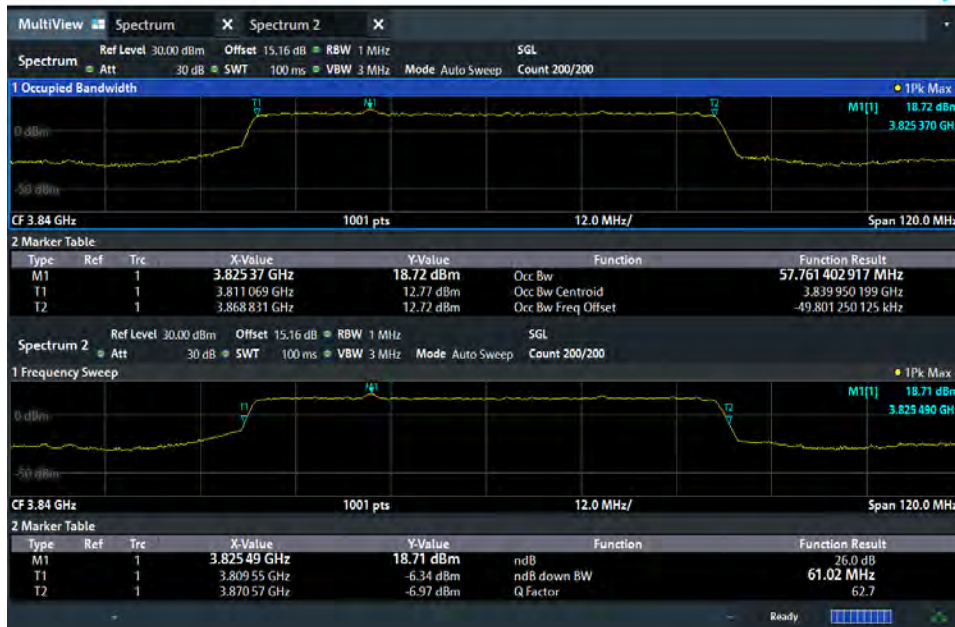 MultiView Spectrum X Spectrum 2 X
Spectrum Ref Level 30.00 dBm Offset 15.16 dB RBW 1 MHz SGL
Att 30 dB SWT 100 ms VBW 3 MHz Mode Auto Sweep Count 200/200
1 Occupied Bandwidth 1Pk Max
T1 M1 T2 M1[1] 18.72 dBm
3.825 370 GH
0 dBm
-50 dBm
CF 3.84 GHz 1001 pts 12.0 MHz/ Span 120.0 MHz
2 Marker Table
Type Ref Trc X-Value Y-Value Function Function Result
M1 1 3.825 37 GHz 18.72 dBm Occ Bw 57.761 402 917 MHz
T1 1 3.811 069 GHz 12.77 dBm Occ Bw Centroid 3.839 950 199 GHz
T2 1 3.868 831 GHz 12.72 dBm Occ Bw Freq Offset -49.801 250 125 kHz
Spectrum 2 Ref Level 30.00 dBm Offset 15.16 dB RBW 1 MHz SGL
Att 30 dB SWT 100 ms VBW 3 MHz Mode Auto Sweep Count 200/200
1 Frequency Sweep 1Pk Max
M1 M1[1] 18.71 dBm
T1 T2 3.825 490 GH
0 dBm
-50 dBm
CF 3.84 GHz 1001 pts 12.0 MHz/ Span 120.0 MHz
2 Marker Table
Type Ref Trc X-Value Y-Value Function Function Result
M1 1 3.825 49 GHz 18.71 dBm ndB 26.0 dB
T1 1 3.809 55 GHz -6.34 dBm ndB down BW 61.02 MHz
T2 1 3.870 57 GHz -6.97 dBm Q Factor 62.7
Ready